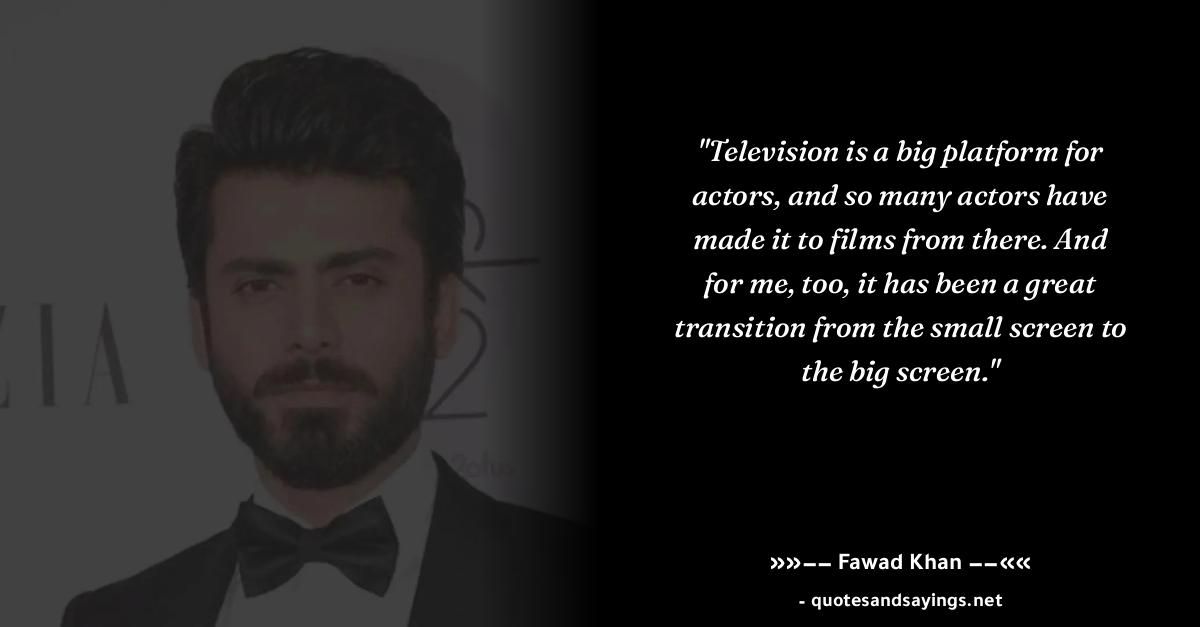 "Television is a big platform for
actors, and so many actors have
made it to films from there. And
for me, too, it has been a great
transition from the small screen to
the big screen."
»»–– Fawad Khan ––««
- quotesandsayings.net
ZIA